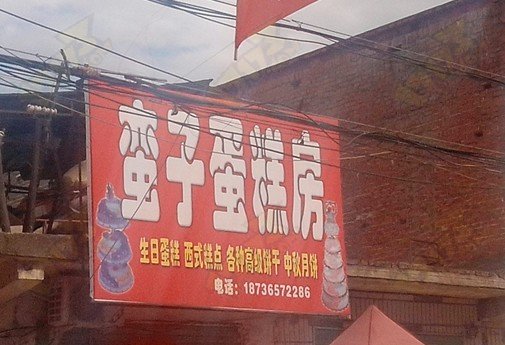 蛮子蛋糕房
生日蛋糕 西式糕点 各种高级饼干 中秋月饼
电话：18736572286